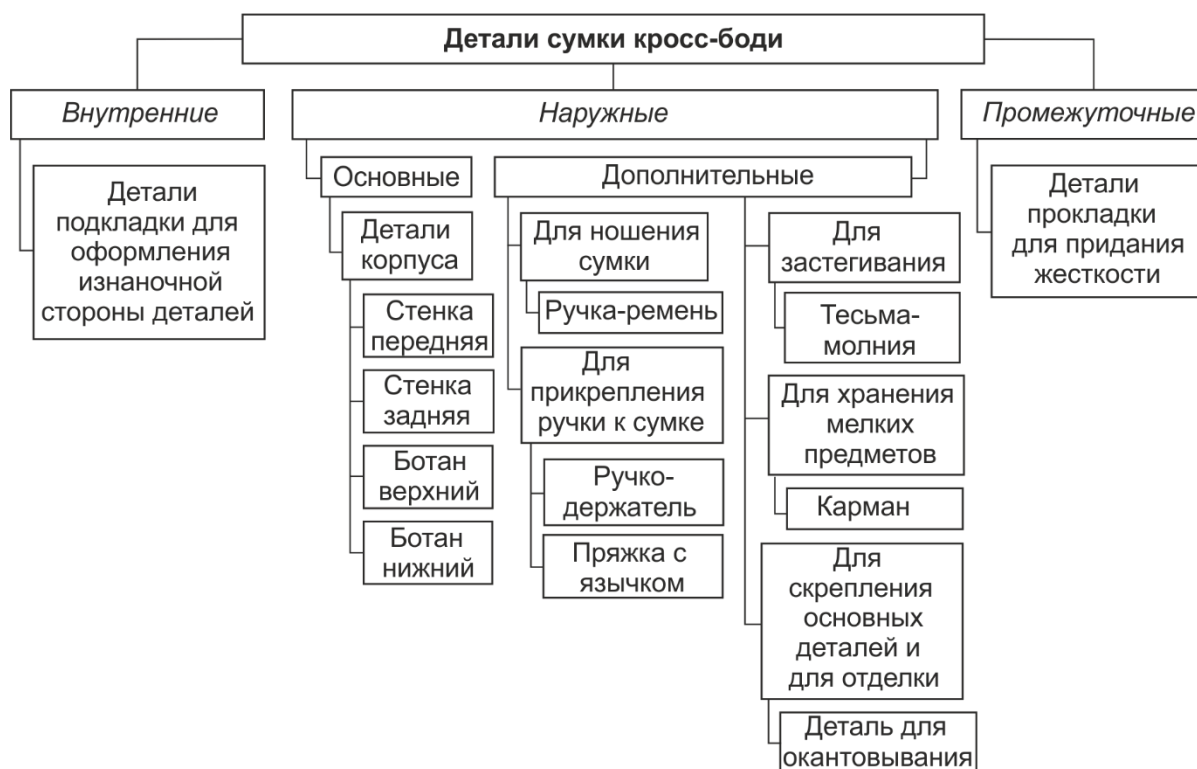 Детали сумки кросс-боди
Внутренние
Наружные
Промежуточные
Детали
подкладки для
оформления
изнаночной
стороны деталей
Основные
Детали
корпуса
Стенка
передняя
Стенка
задняя
Ботан
верхний
Ботан
нижний
Дополнительные
Для ношения
сумки
Ручка-ремень
Для
прикрепления
ручки к сумке
Ручко-
держатель
Пряжка с
язычком
Для
застегивания
Тесьма-
молния
Для хранения
мелких
предметов
Карман
Для
скрепления
основных
деталей и
для отделки
Деталь для
окантовывания
Детали
прокладки
для придания
жесткости